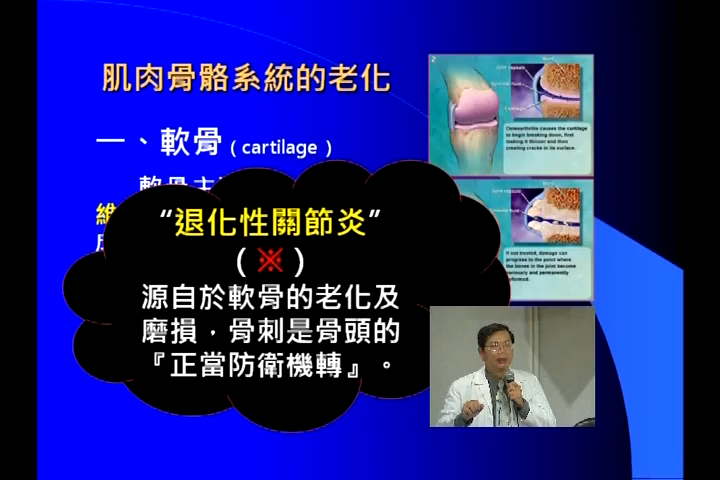 肌肉骨骼系統的老化
一、軟骨 ( cartilage )
軟骨主
維
“退化性關節炎”
(※)
源自於軟骨的老化及
磨損，骨刺是骨頭的
『正當防衛機轉』。
Osteoarthritis causes the cartilage
to begin breaking down, first
making it thinner and then
creating cracks in its surface.
If not treated, damage can
progress to the point where
the bones in the joint become
seriously and permanently
deformed.